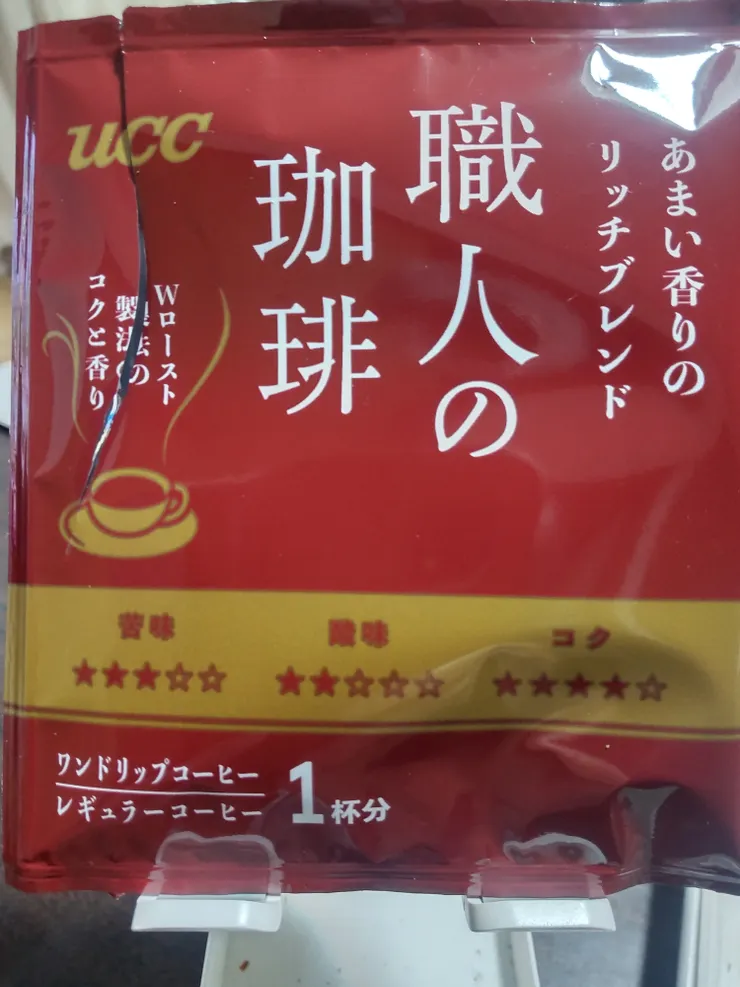 あまい香りの
リッチブレンド
職人の
珈琲
UCC
Wロースト
製法の
コクと香り
苦味
★★★☆☆
酸味
★★☆☆☆
コク
★★★★☆
ワンドリップコーヒー
レギュラーコーヒー
1杯分